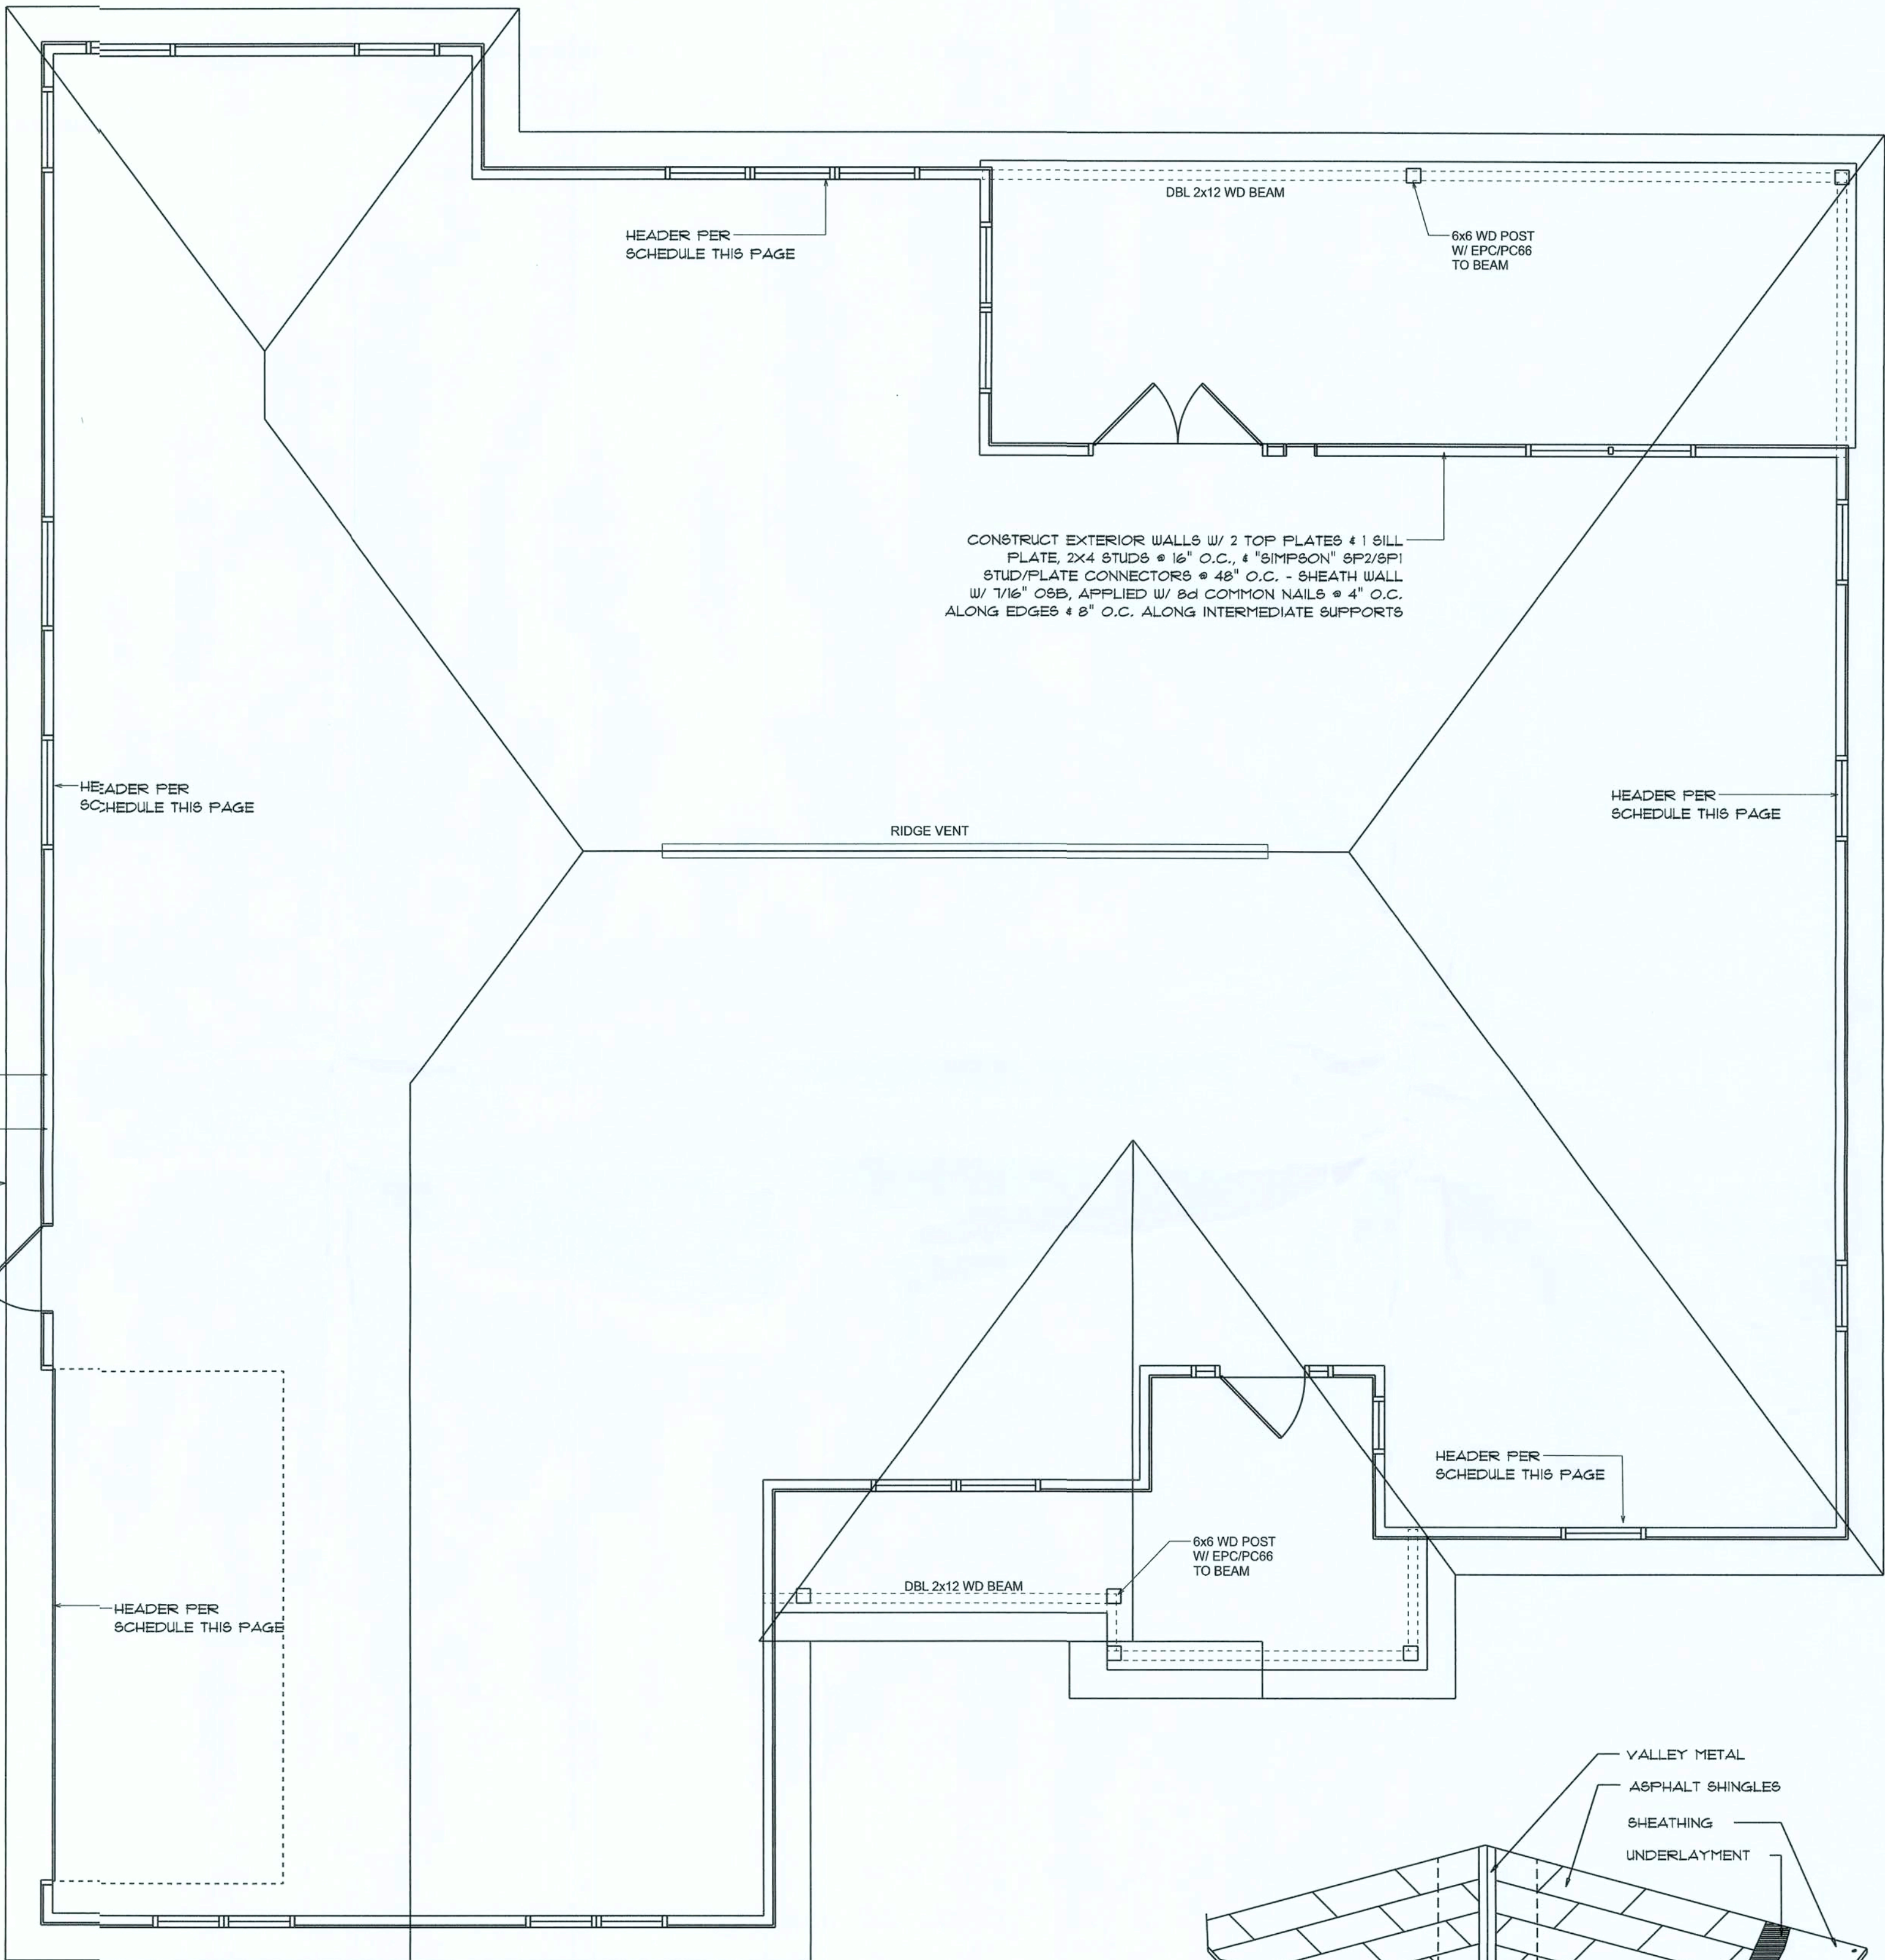 DBL 2x12 WD BEAM
HEADER PER
SCHEDULE THIS PAGE
6x6 WD POST
W/ EPC/PC66
TO BEAM
CONSTRUCT EXTERIOR WALLS W/ 2 TOP PLATES & 1 SILL
PLATE, 2X4 STUDS @ 16" O.C., & "SIMPSON" SP2/SP1
STUD/PLATE CONNECTORS @ 48" O.C. - SHEATH WALL
W/ 7/16" OSB, APPLIED W/ 8d COMMON NAILS @ 4" O.C.
ALONG EDGES & 8" O.C. ALONG INTERMEDIATE SUPPORTS
HEADER PER
SCHEDULE THIS PAGE
HEADER PER
SCHEDULE THIS PAGE
RIDGE VENT
HEADER PER
SCHEDULE THIS PAGE
6x6 WD POST
W/ EPC/PC66
TO BEAM
DBL 2x12 WD BEAM
HEADER PER
SCHEDULE THIS PAGE
VALLEY METAL
ASPHALT SHINGLES
SHEATHING
UNDERLAYMENT